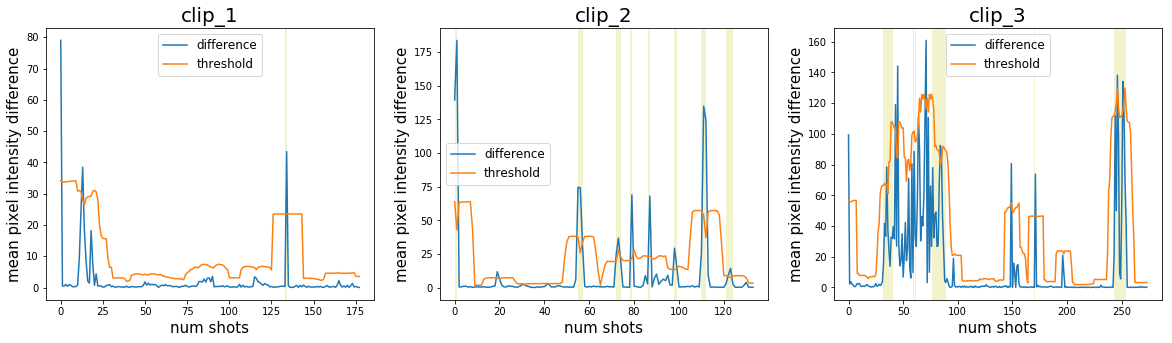 clip_1
mean pixel intensity difference
80
70
60
50
40
30
20
10
0
difference
threshold
0 25 50 75 100 125 150 175
num shots
clip_2
mean pixel intensity difference
175
150
125
100
75
50
25
0
difference
threshold
0 20 40 60 80 100 120
num shots
clip_3
mean pixel intensity difference
160
140
120
100
80
60
40
20
0
difference
threshold
0 50 100 150 200 250
num shots